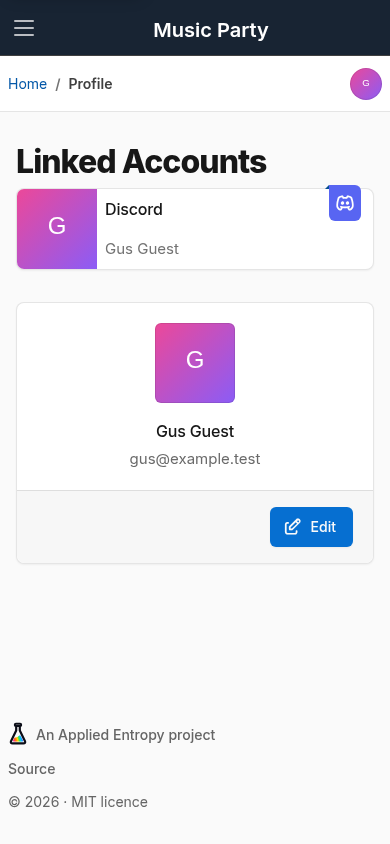 Music Party
Home / Profile
G
Linked Accounts
G
Discord
Gus Guest
G
Gus Guest
gus@example.test
Edit
An Applied Entropy project
Source
© 2026 · MIT licence